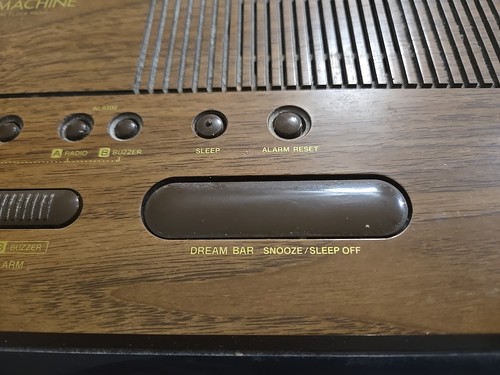 MACHINE
ALARM
A RADIO B BUZZER
SLEEP
ALARM RESET
B BUZZER
ARM
DREAM BAR SNOOZE/SLEEP OFF